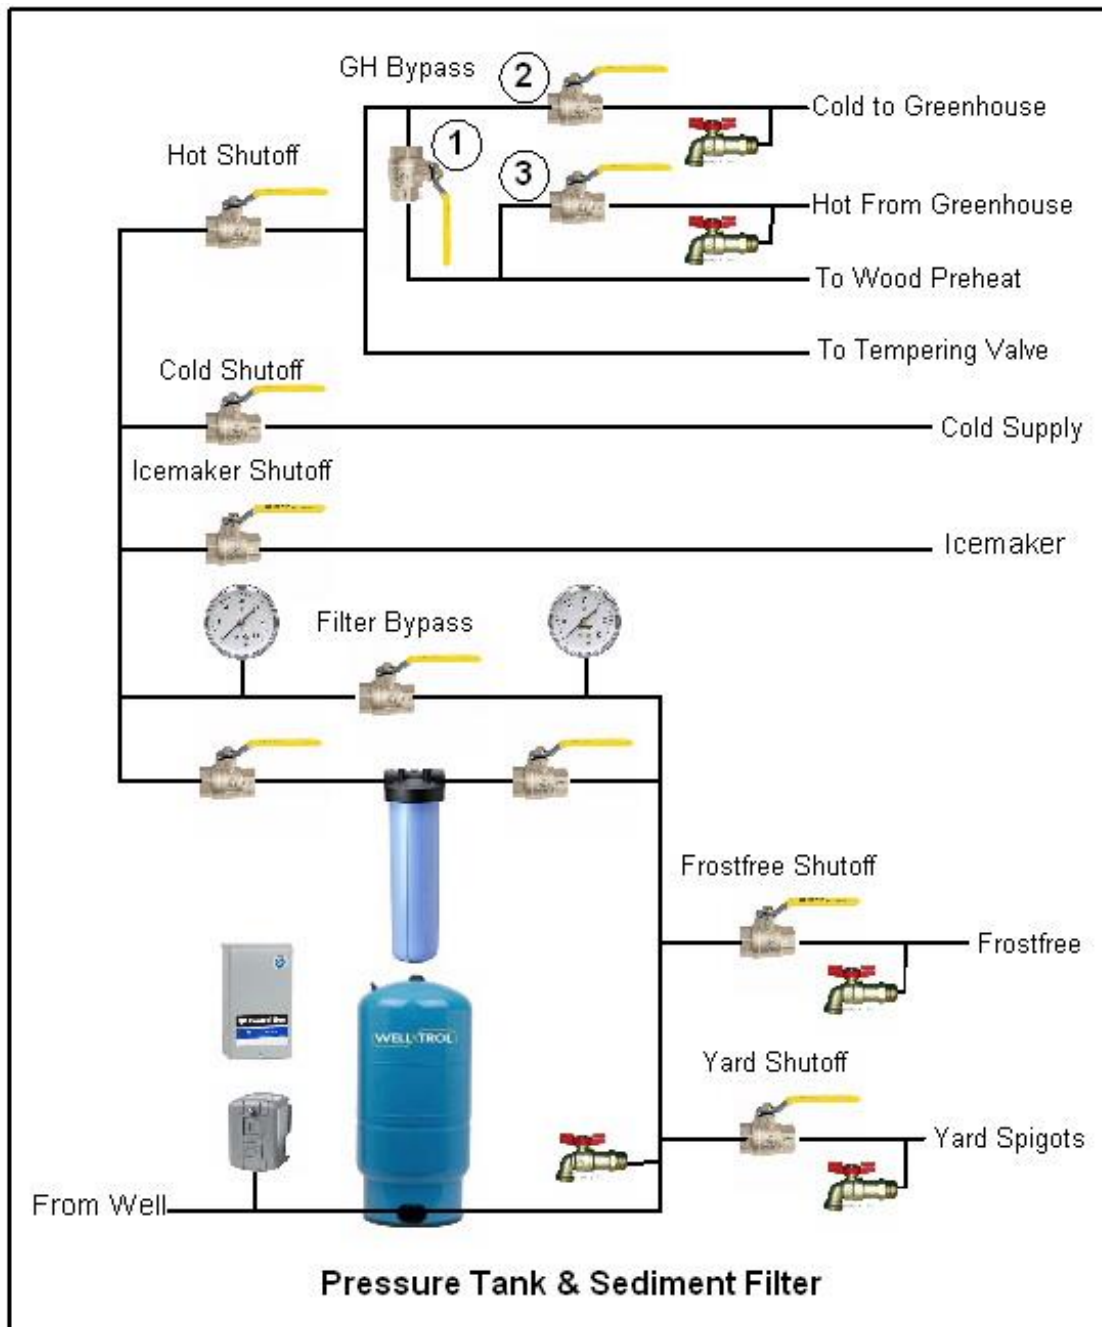 GH Bypass
2
Cold to Greenhouse
1
Hot Shutoff
3
Hot From Greenhouse
To Wood Preheat
To Tempering Valve
Cold Shutoff
Cold Supply
Icemaker Shutoff
Icemaker
Filter Bypass
Frostfree Shutoff
Frostfree
WELL-X-TROL
Yard Shutoff
Yard Spigots
From Well
Pressure Tank & Sediment Filter